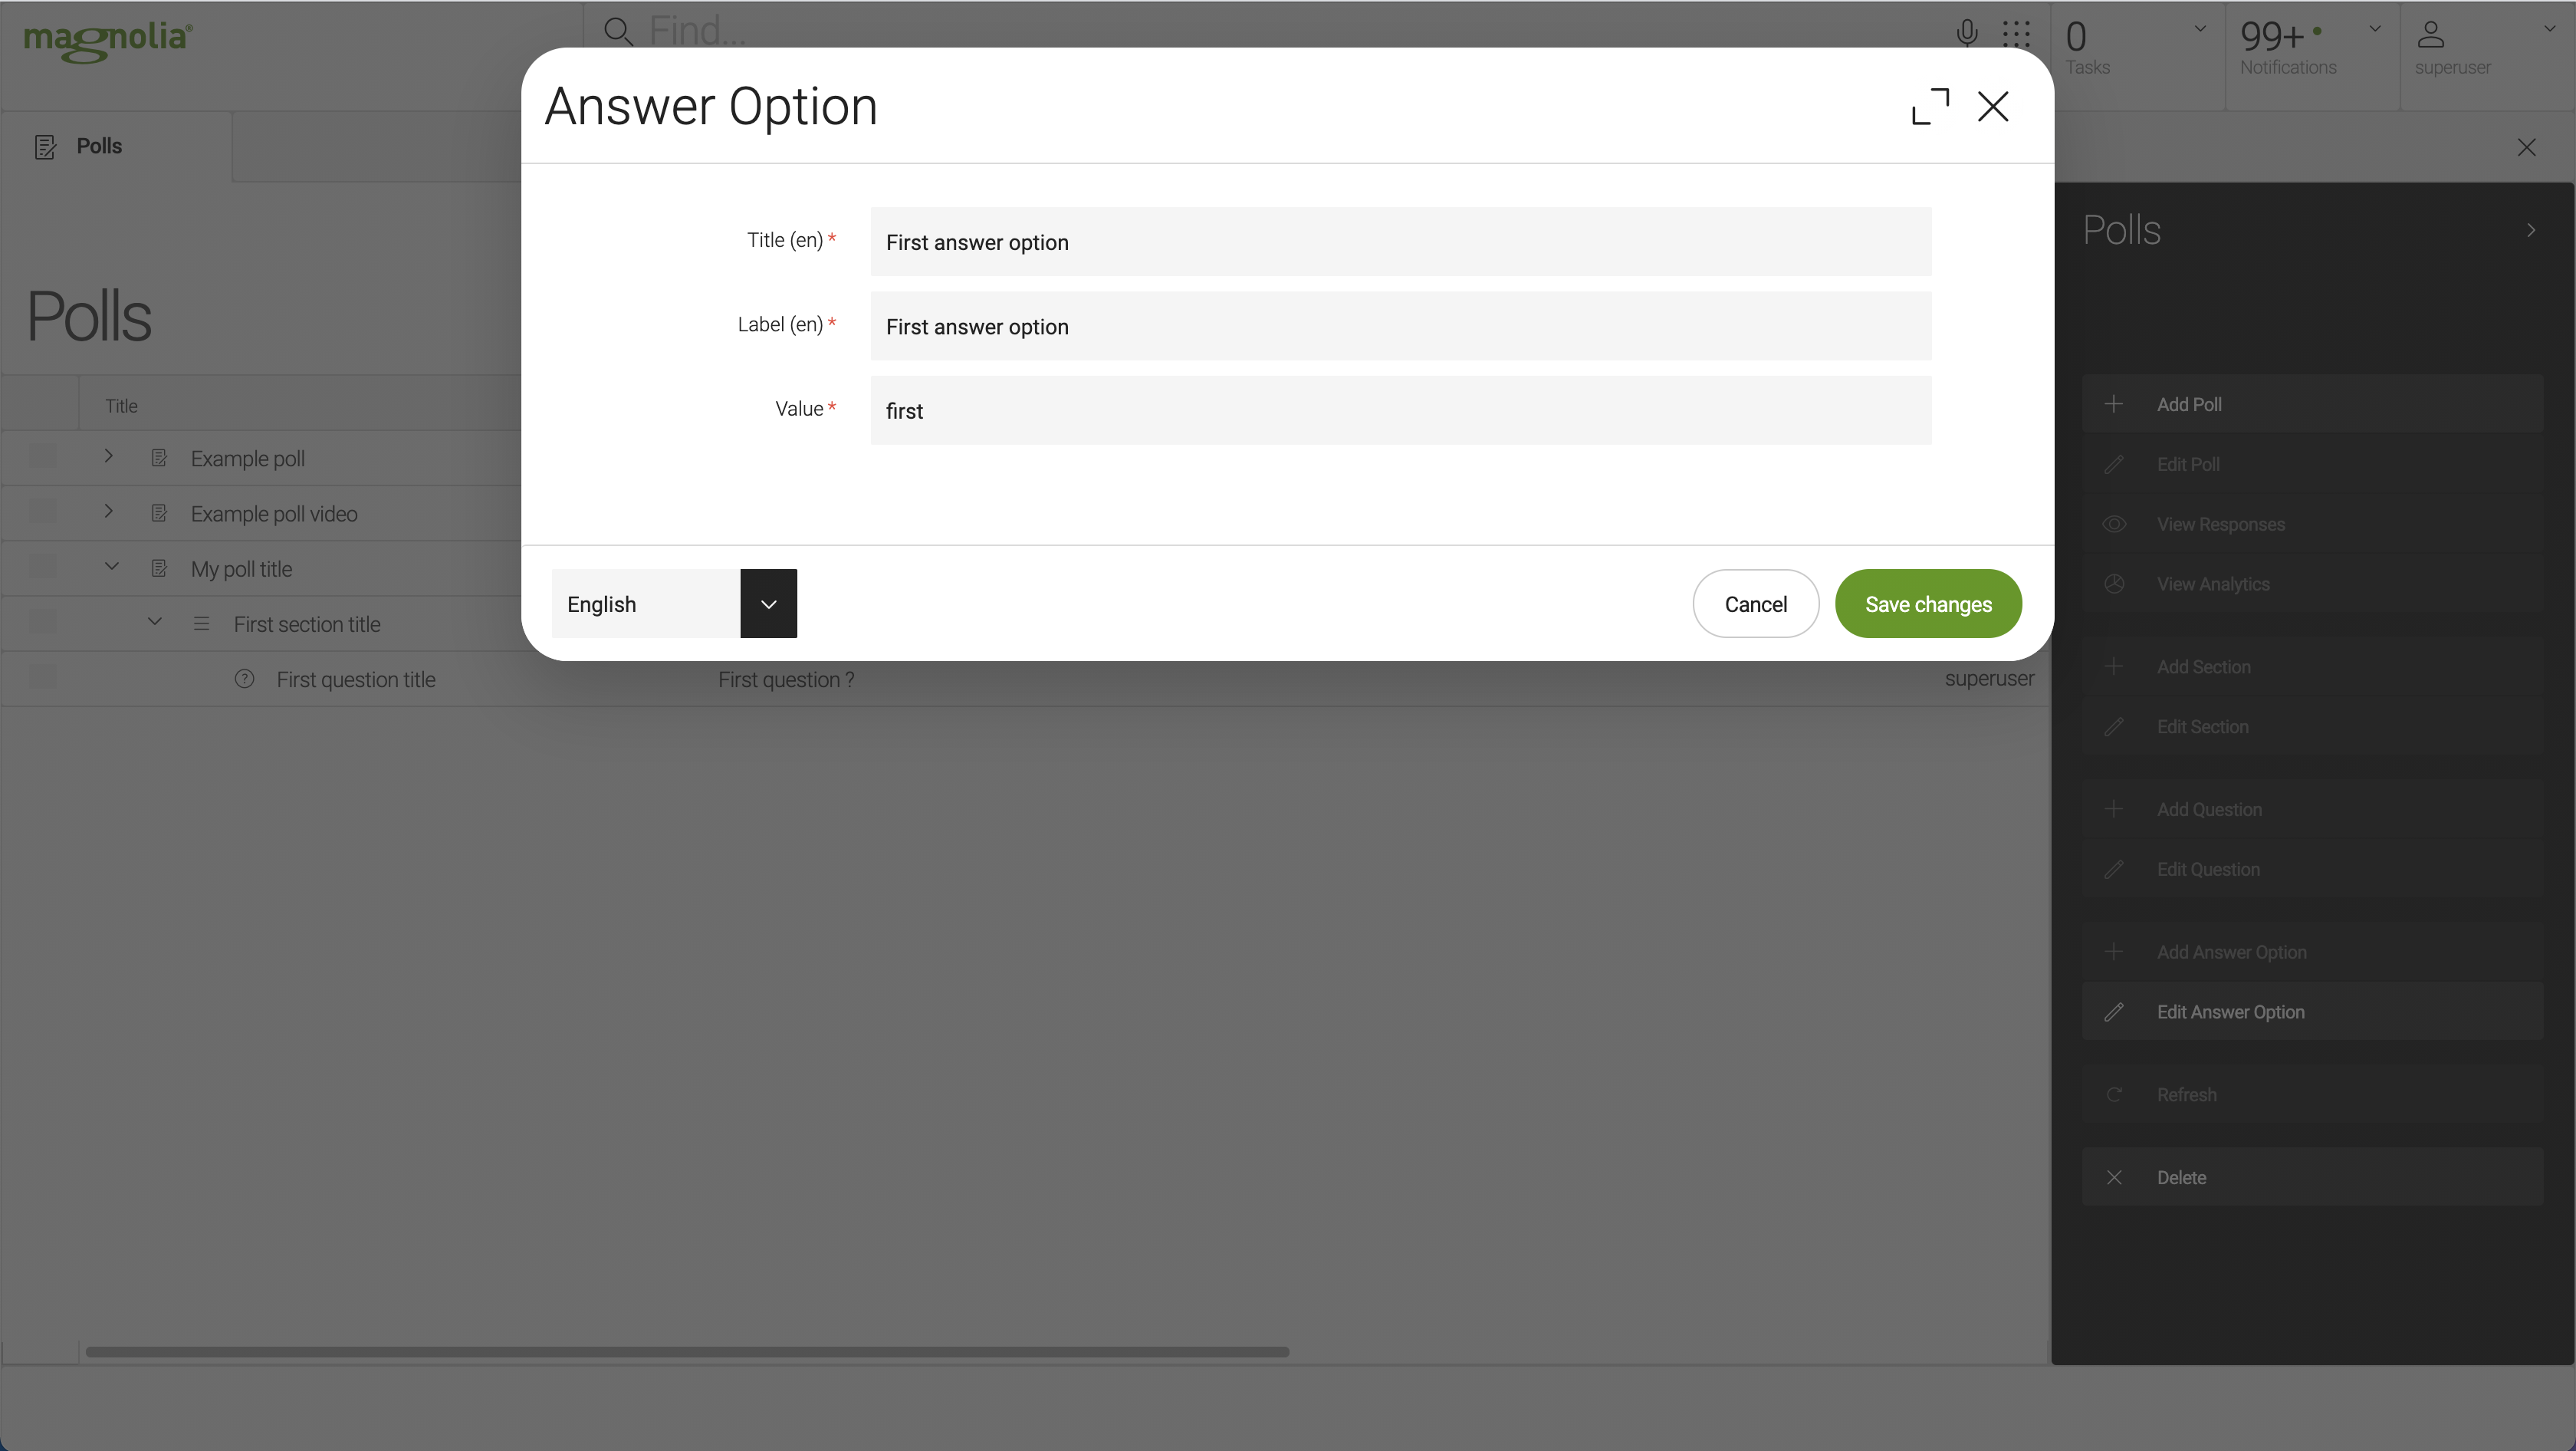 magnolia®
Find...
0
Tasks
99+
Notifications
superuser
Polls
Answer Option
Title (en) *
First answer option
Label (en) *
First answer option
Value *
first
English
Cancel
Save changes
Polls
Title
Example poll
Example poll video
My poll title
First section title
First question title
First question ?
superuser
Polls
Add Poll
Edit Poll
View Responses
View Analytics
Add Section
Edit Section
Add Question
Edit Question
Add Answer Option
Edit Answer Option
Refresh
Delete